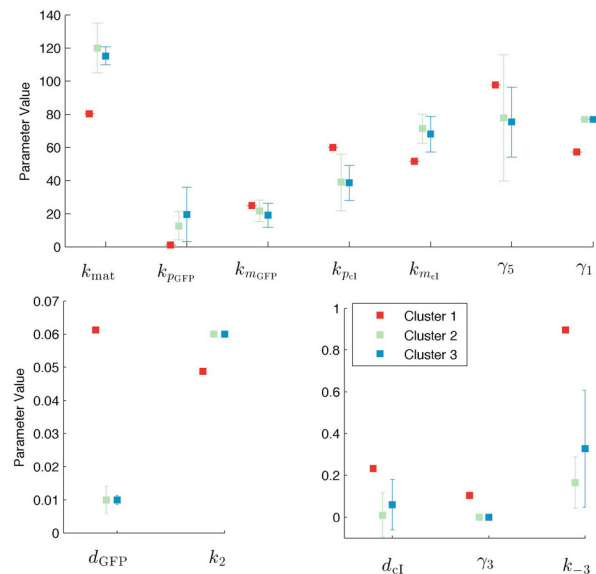 140
120
100
80
60
40
20
0
Parameter Value
k_mat k_pGFP k_mGFP k_pcI k_mcI γ5 γ1
0.07
0.06
0.05
0.04
0.03
0.02
0.01
0
Parameter Value
d_GFP k_2
1
0.8
0.6
0.4
0.2
0
Cluster 1
Cluster 2
Cluster 3
d_cI γ3 k_−3